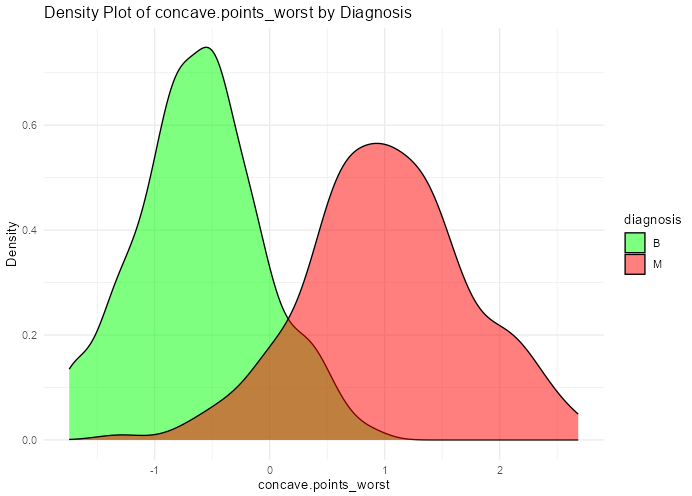 Density Plot of concave.points_worst by Diagnosis
Density
0.6
0.4
0.2
0.0
-1
0
1
2
concave.points_worst
diagnosis
B
M